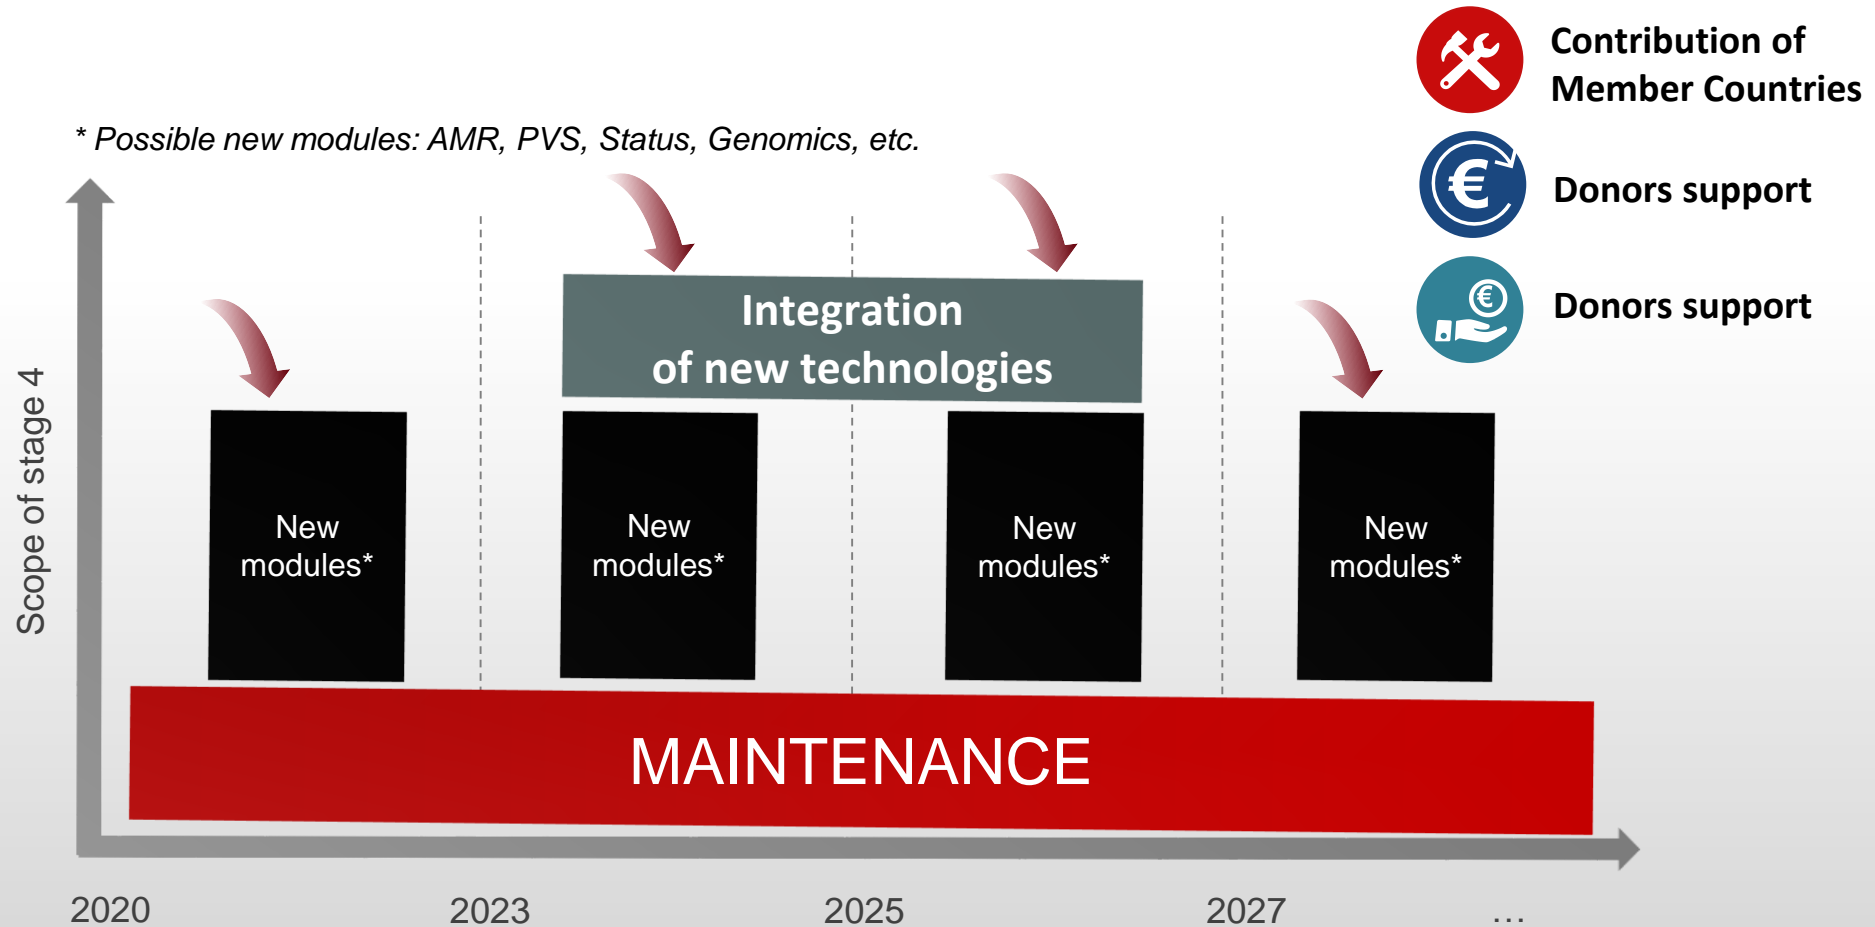 Contribution of
Member Countries
* Possible new modules: AMR, PVS, Status, Genomics, etc.
€
Donors support
€
Donors support
Integration
of new technologies
Scope of stage 4
New
modules*
New
modules*
New
modules*
New
modules*
MAINTENANCE
2020
2023
2025
2027
...